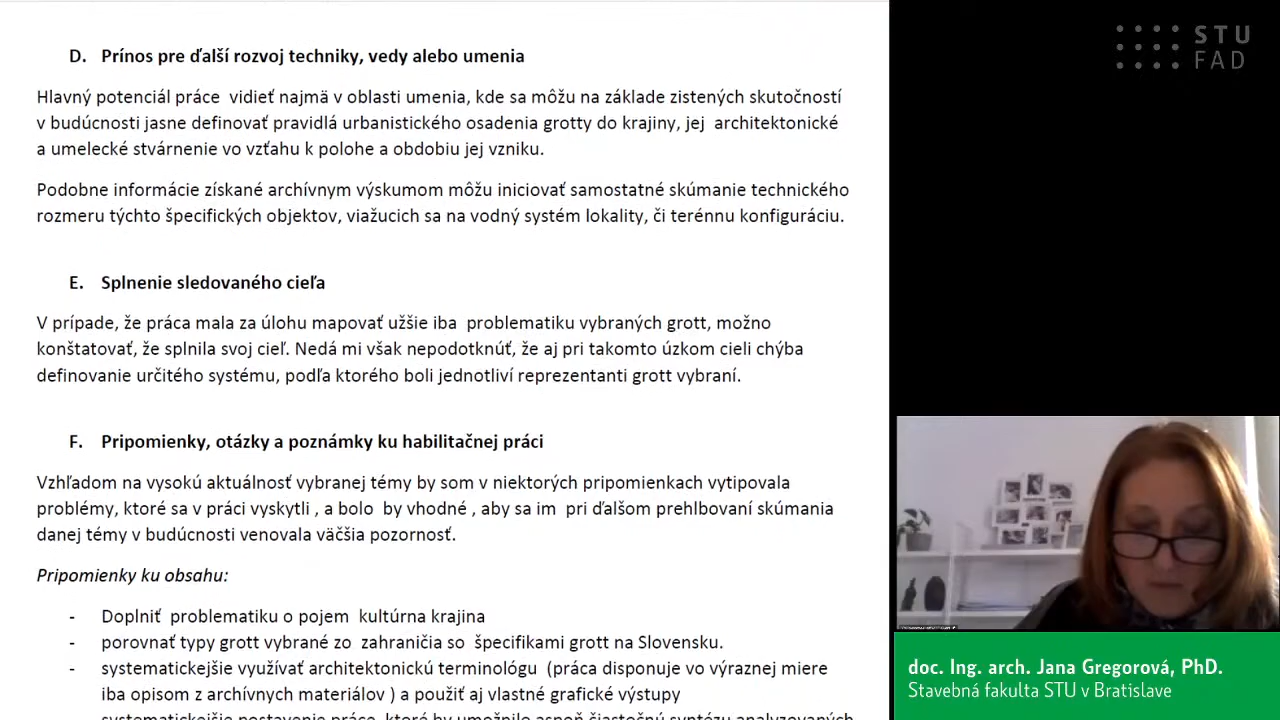 D. Prínos pre ďalší rozvoj techniky, vedy alebo umenia
Hlavný potenciál práce vidieť najmä v oblasti umenia, kde sa môžu na základe zistených skutočností
v budúcnosti jasne definovať pravidlá urbanistického osadenia grotty do krajiny, jej architektonické
a umelecké stvárnenie vo vzťahu k polohe a obdobiu jej vzniku.
Podobne informácie získané archívnym výskumom môžu iniciovať samostatné skúmanie technického
rozmeru týchto špecifických objektov, viažucich sa na vodný systém lokality, či terénnu konfiguráciu.
E. Splnenie sledovaného cieľa
V prípade, že práca mala za úlohu mapovať užšie iba problematiku vybraných grott, možno
konštatovať, že splnila svoj cieľ. Nedá mi však nepodotknúť, že aj pri takomto úzkom cieli chýba
definovanie určitého systému, podľa ktorého boli jednotliví reprezentanti grott vybraní.
F. Pripomienky, otázky a poznámky ku habilitačnej práci
Vzhľadom na vysokú aktuálnosť vybranej témy by som v niektorých pripomienkach vytipovala
problémy, ktoré sa v práci vyskytli , a bolo by vhodné , aby sa im pri ďalšom prehlbovaní skúmania
danej témy v budúcnosti venovala väčšia pozornosť.
Pripomienky ku obsahu:
- Doplniť problematiku o pojem kultúrna krajina
- porovnať typy grott vybrané zo zahraničia so špecifikami grott na Slovensku.
- systematickejšie využívať architektonickú terminológu (práca disponuje vo výraznej miere
iba opisom z archívnych materiálov ) a použiť aj vlastné grafické výstupy
systematickejšie postavenie práce, ktoré by umožnilo aspoň čiastočnú syntézu analyzovaných
STU
FAD
doc. Ing. arch. Jana Gregorová, PhD.
Stavebná fakulta STU v Bratislave